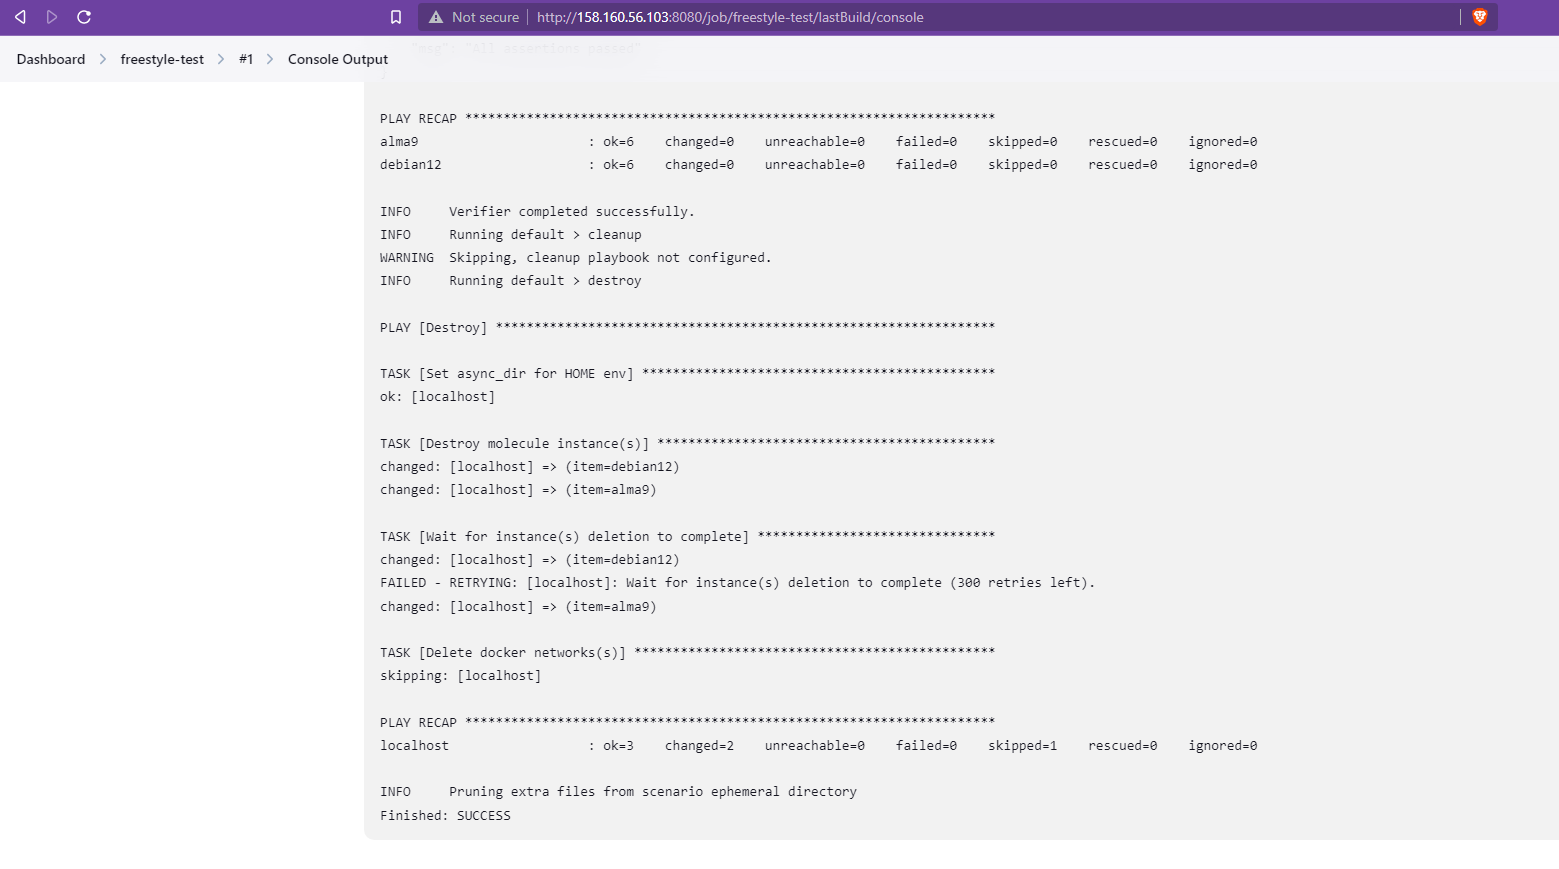 Not secure http://158.160.56.103:8080/job/freestyle-test/lastBuild/console
"msg": "All assertions passed"
Dashboard > freestyle-test > #1 > Console Output
PLAY RECAP *********************************************************************
alma9 : ok=6 changed=0 unreachable=0 failed=0 skipped=0 rescued=0 ignored=0
debian12 : ok=6 changed=0 unreachable=0 failed=0 skipped=0 rescued=0 ignored=0
INFO Verifier completed successfully.
INFO Running default > cleanup
WARNING Skipping, cleanup playbook not configured.
INFO Running default > destroy
PLAY [Destroy] *****************************************************************
TASK [Set async_dir for HOME env] **********************************************
ok: [localhost]
TASK [Destroy molecule instance(s)] ********************************************
changed: [localhost] => (item=debian12)
changed: [localhost] => (item=alma9)
TASK [Wait for instance(s) deletion to complete] *******************************
changed: [localhost] => (item=debian12)
FAILED - RETRYING: [localhost]: Wait for instance(s) deletion to complete (300 retries left).
changed: [localhost] => (item=alma9)
TASK [Delete docker networks(s)] ***********************************************
skipping: [localhost]
PLAY RECAP *********************************************************************
localhost : ok=3 changed=2 unreachable=0 failed=0 skipped=1 rescued=0 ignored=0
INFO Pruning extra files from scenario ephemeral directory
Finished: SUCCESS